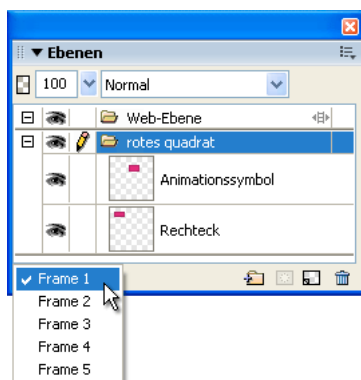 Ebenen
100 Normal
Web-Ebene
rotes quadrat
Animationssymbol
Rechteck
Frame 1
Frame 2
Frame 3
Frame 4
Frame 5